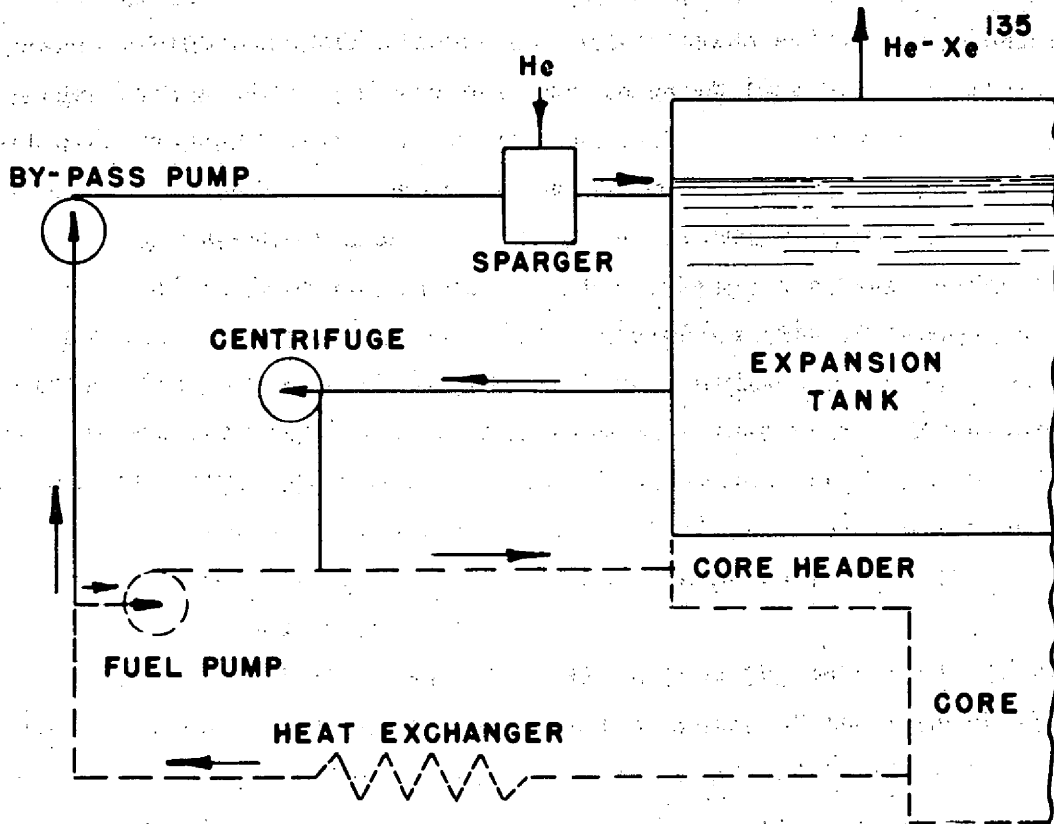 He-Xe135
He
BY-PASS PUMP
SPARGER
CENTRIFUGE
EXPANSION
TANK
CORE HEADER
FUEL PUMP
CORE
HEAT EXCHANGER